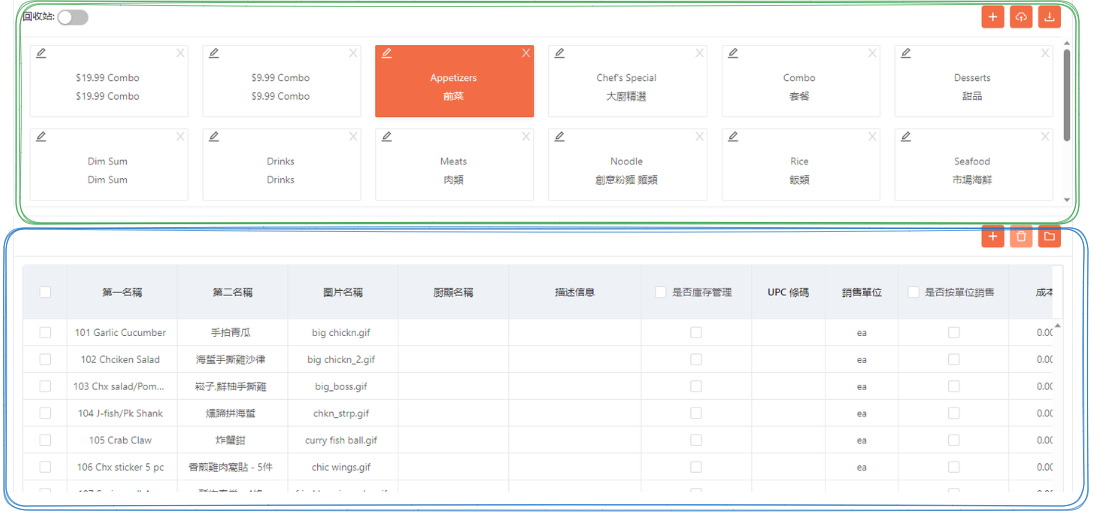 回收站:
$19.99 Combo
$19.99 Combo
$9.99 Combo
$9.99 Combo
Appetizers
前菜
Chef's Special
大廚精選
Combo
套餐
Desserts
甜品
Dim Sum
Dim Sum
Drinks
Drinks
Meats
肉類
Noodle
創意粉麵 麵類
Rice
飯類
Seafood
市場海鮮
第一名稱 第二名稱 圖片名稱 廚顯名稱 描述信息 是否庫存管理 UPC 條碼 銷售單位 是否按單位銷售 成本
101 Garlic Cucumber 手拍青瓜 big chickn.gif ea 0.00
102 Chciken Salad 海蜇手撕雞沙律 big chickn_2.gif ea 0.00
103 Chx salad/Pom... 崧子.鮮柚手撕雞 big_boss.gif ea 0.00
104 J-fish/Pk Shank 燻蹄拼海蜇 chkn_strp.gif ea 0.00
105 Crab Claw 炸蟹鉗 curry fish ball.gif ea 0.00
106 Chx sticker 5 pc 香煎雞肉窩貼 - 5件 chic wings.gif ea 0.00